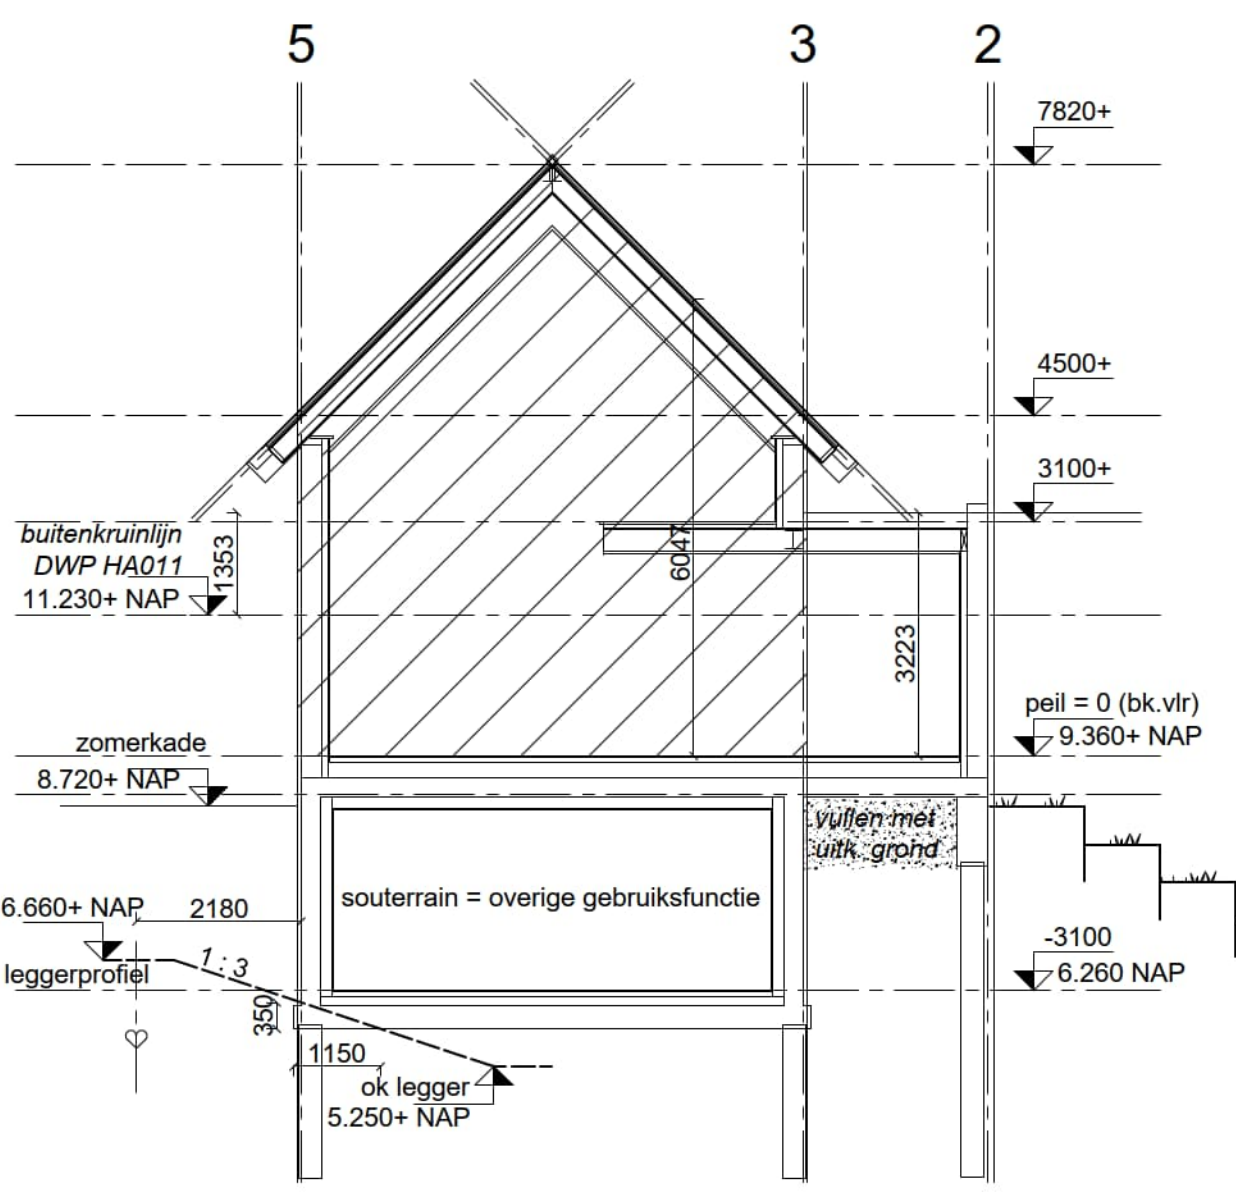 5 3 2
7820+
4500+
3100+
buitenkruinlijn
DWP HA011
11.230+ NAP
1353
6047
3223
peil = 0 (bk.vlr)
9.360+ NAP
zomerkade
8.720+ NAP
vullen met
uitk. grond
souterrain = overige gebruiksfunctie
6.660+ NAP
2180
leggerprofiel
1 : 3
-3100
6.260 NAP
350
1150
ok legger
5.250+ NAP